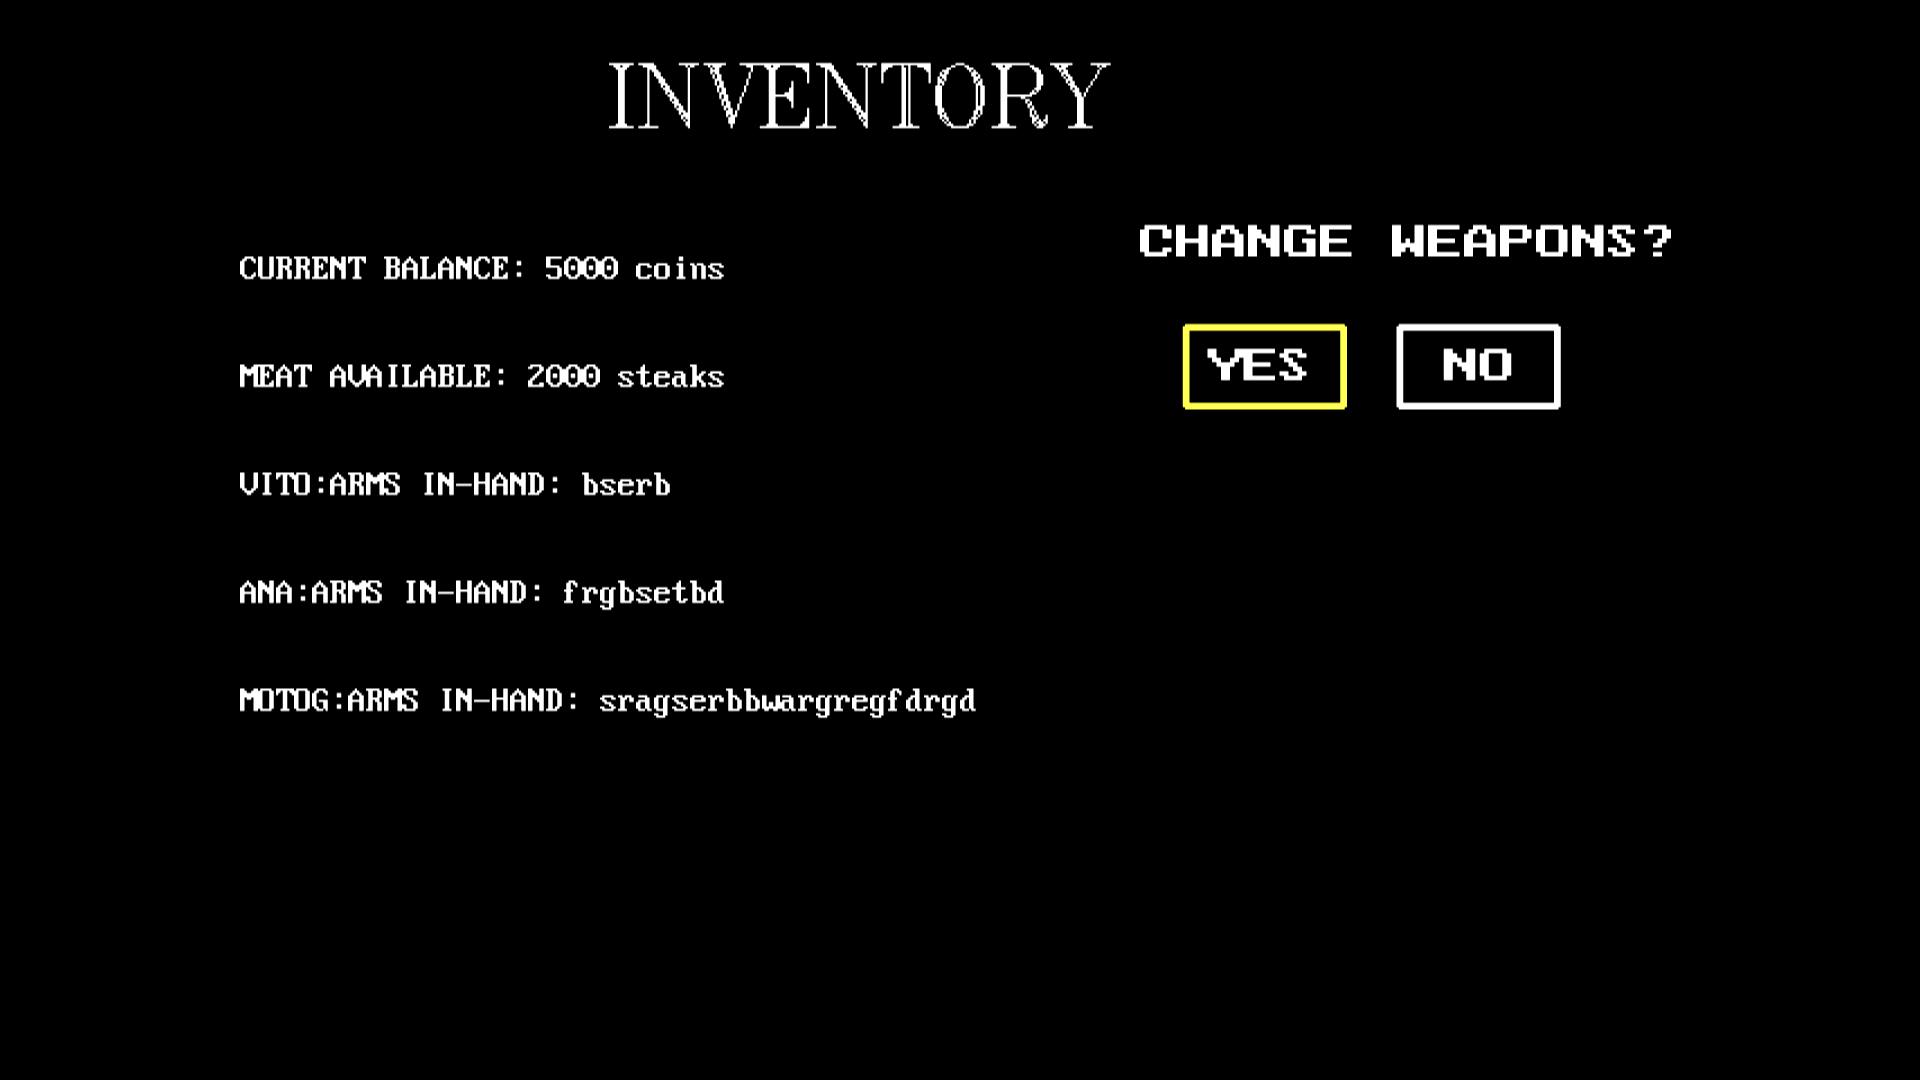 INVENTORY
CHANGE WEAPONS?
CURRENT BALANCE: 5000 coins
YES NO
MEAT AVAILABLE: 2000 steaks
VITO:ARMS IN-HAND: bserb
ANA:ARMS IN-HAND: frgbsetbd
MOTOG:ARMS IN-HAND: sragserbbwargregfdrgd